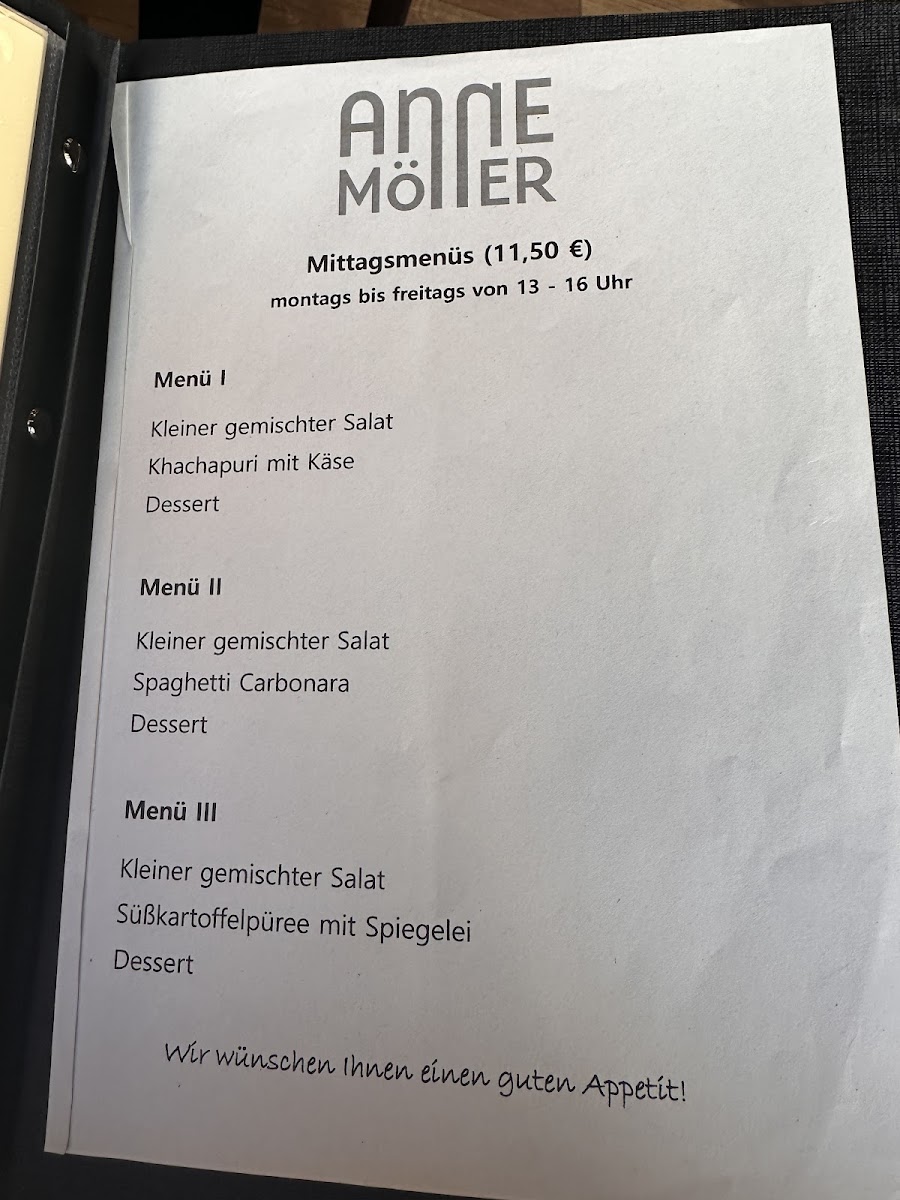 ANNE
MÖLLER
Mittagsmenüs (11,50 €)
montags bis freitags von 13 - 16 Uhr
Menü I
Kleiner gemischter Salat
Khachapuri mit Käse
Dessert
Menü II
Kleiner gemischter Salat
Spaghetti Carbonara
Dessert
Menü III
Kleiner gemischter Salat
Süßkartoffelpüree mit Spiegelei
Dessert
Wir wünschen Ihnen einen guten Appetit!